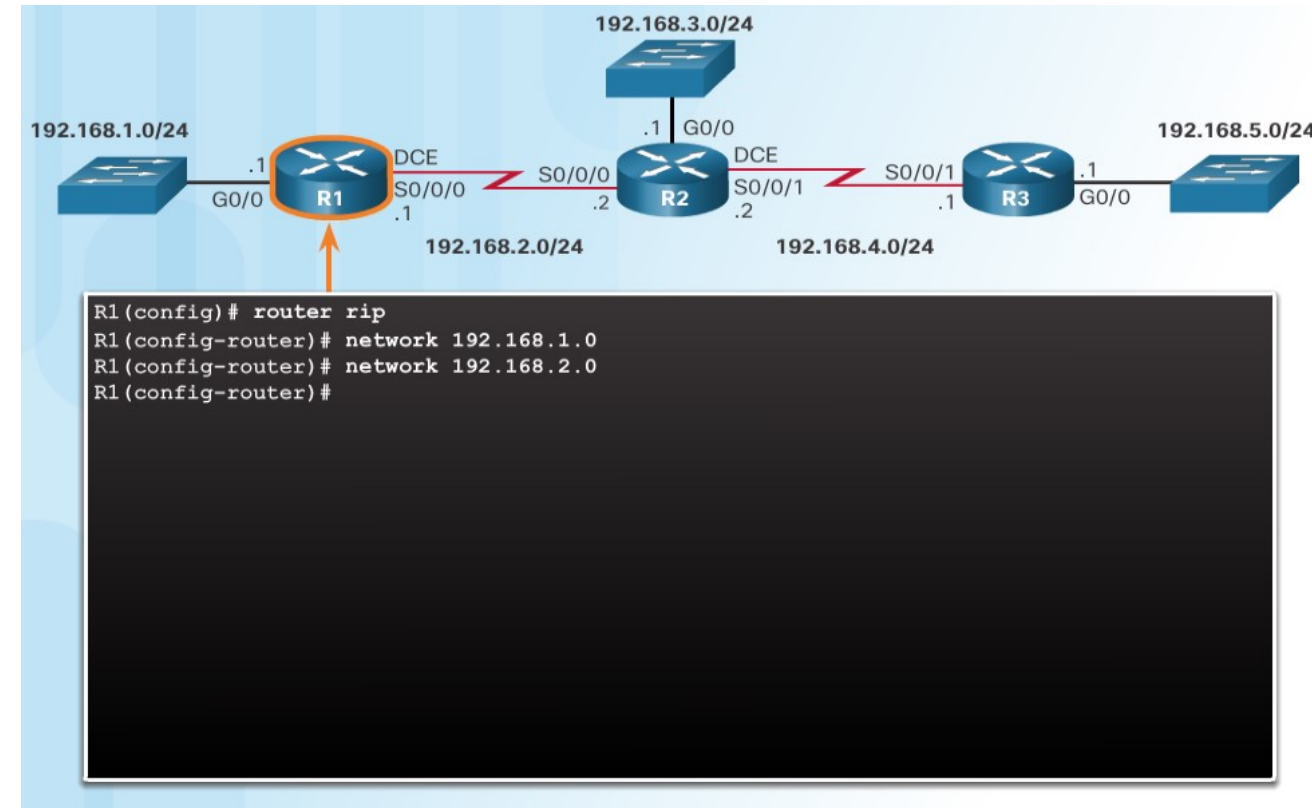 192.168.3.0/24
192.168.1.0/24
192.168.5.0/24
.1 G0/0
.1 DCE
DCE
.1
G0/0 R1 S0/0/0
S0/0/0 R2 S0/0/1
S0/0/1 R3 G0/0
.1
.2
.2
.1
192.168.2.0/24
192.168.4.0/24
R1(config)# router rip
R1(config-router)# network 192.168.1.0
R1(config-router)# network 192.168.2.0
R1(config-router)#